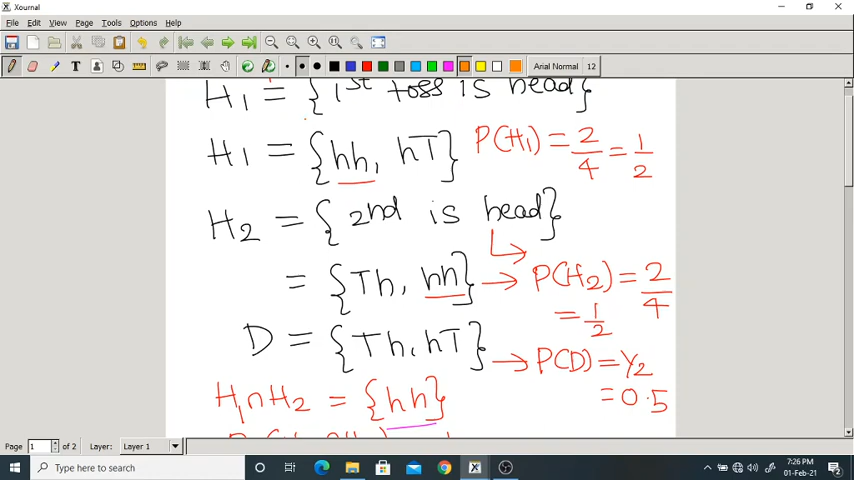 Xournal
File Edit View Page Tools Options Help
Arial Normal 12
H1 = {1st toss is head}
H1 = {hh, hT} P(H1) = 2/4 = 1/2
H2 = {2nd is head}
= {Th, hh} → P(H2) = 2/4
= 1/2
D = {Th, hT} → P(D) = 1/2
= 0.5
H1∩H2 = {hh}
Page 1 of 2 Layer: Layer 1
Type here to search
7:26 PM
01-Feb-21